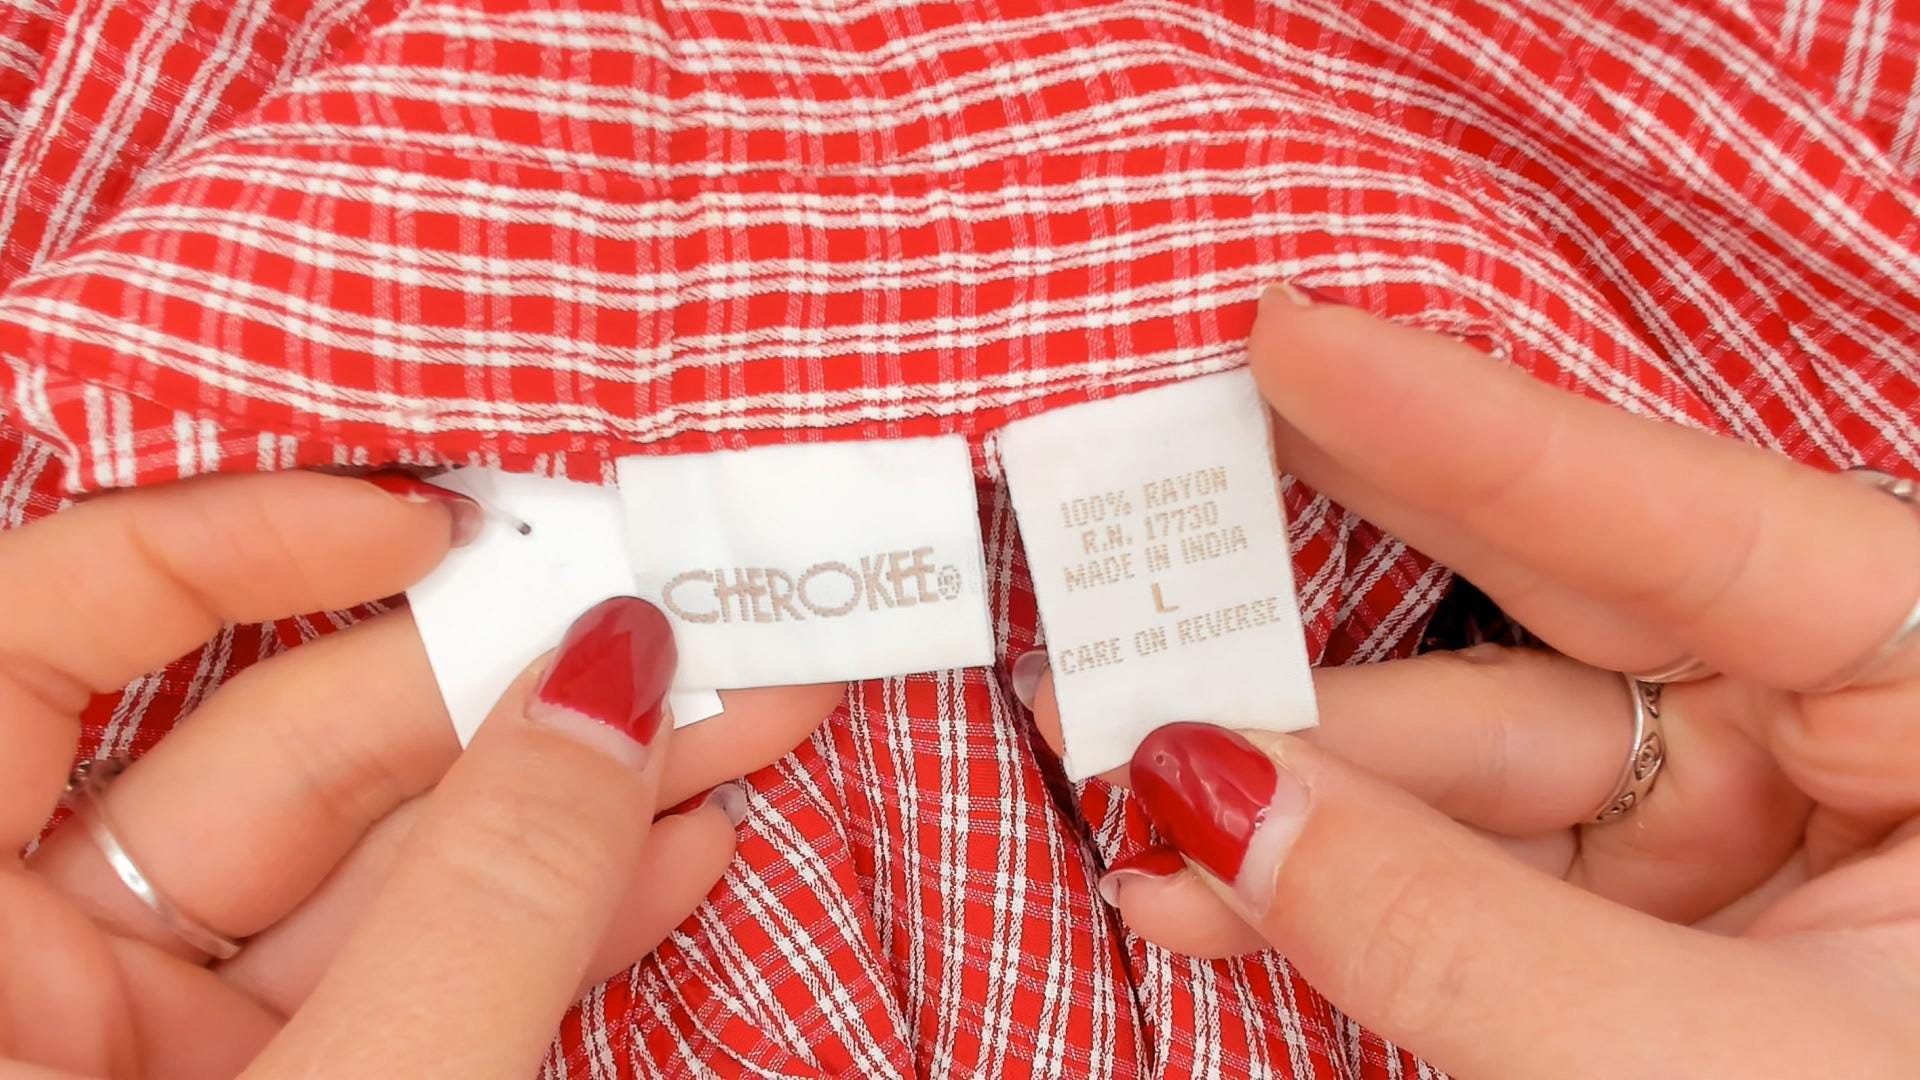 CHEROKEE®
100% RAYON
R.N. 17730
MADE IN INDIA
L
CARE ON REVERSE